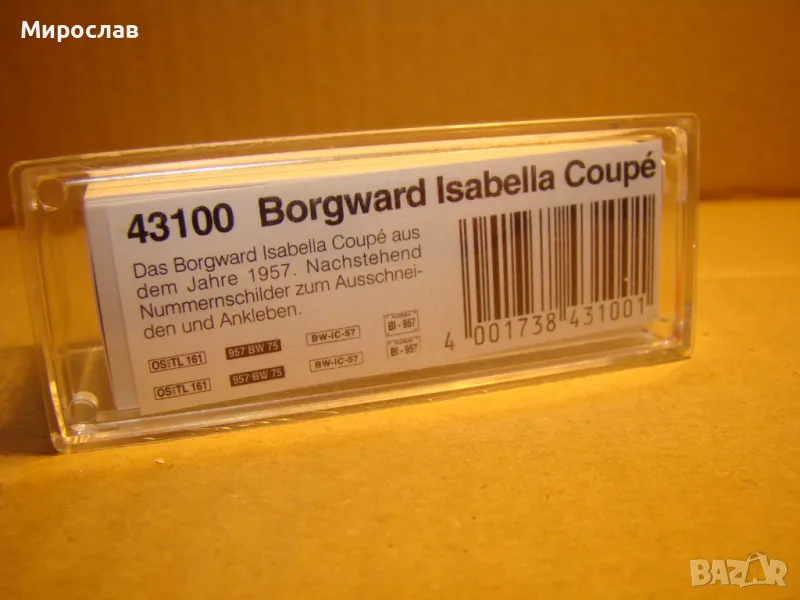 Мирослав
43100 Borgward Isabella Coupé
Das Borgward Isabella Coupé aus
dem Jahre 1957. Nachstehend
Nummernschilder zum Ausschnei-
den und Ankleben.
OS TL 161 957 BW 75 BW-IC-57 BI-957
OS TL 161 957 BW 75 BW-IC-57 BI-957
4 001738 431001
BAZAR